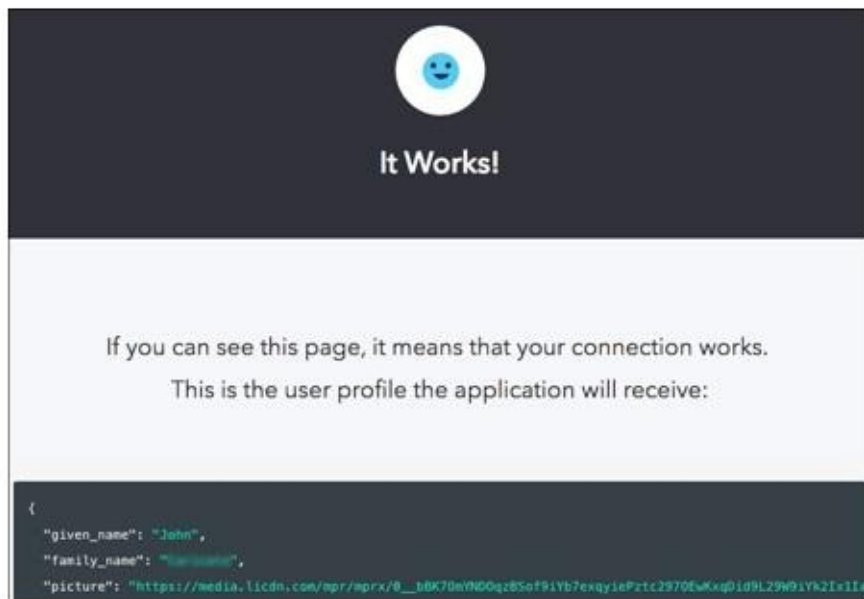 It Works!
If you can see this page, it means that your connection works.
This is the user profile the application will receive:
{
"given_name": "John",
"family_name": "
"picture": "https://media.licdn.com/mpr/mprx/